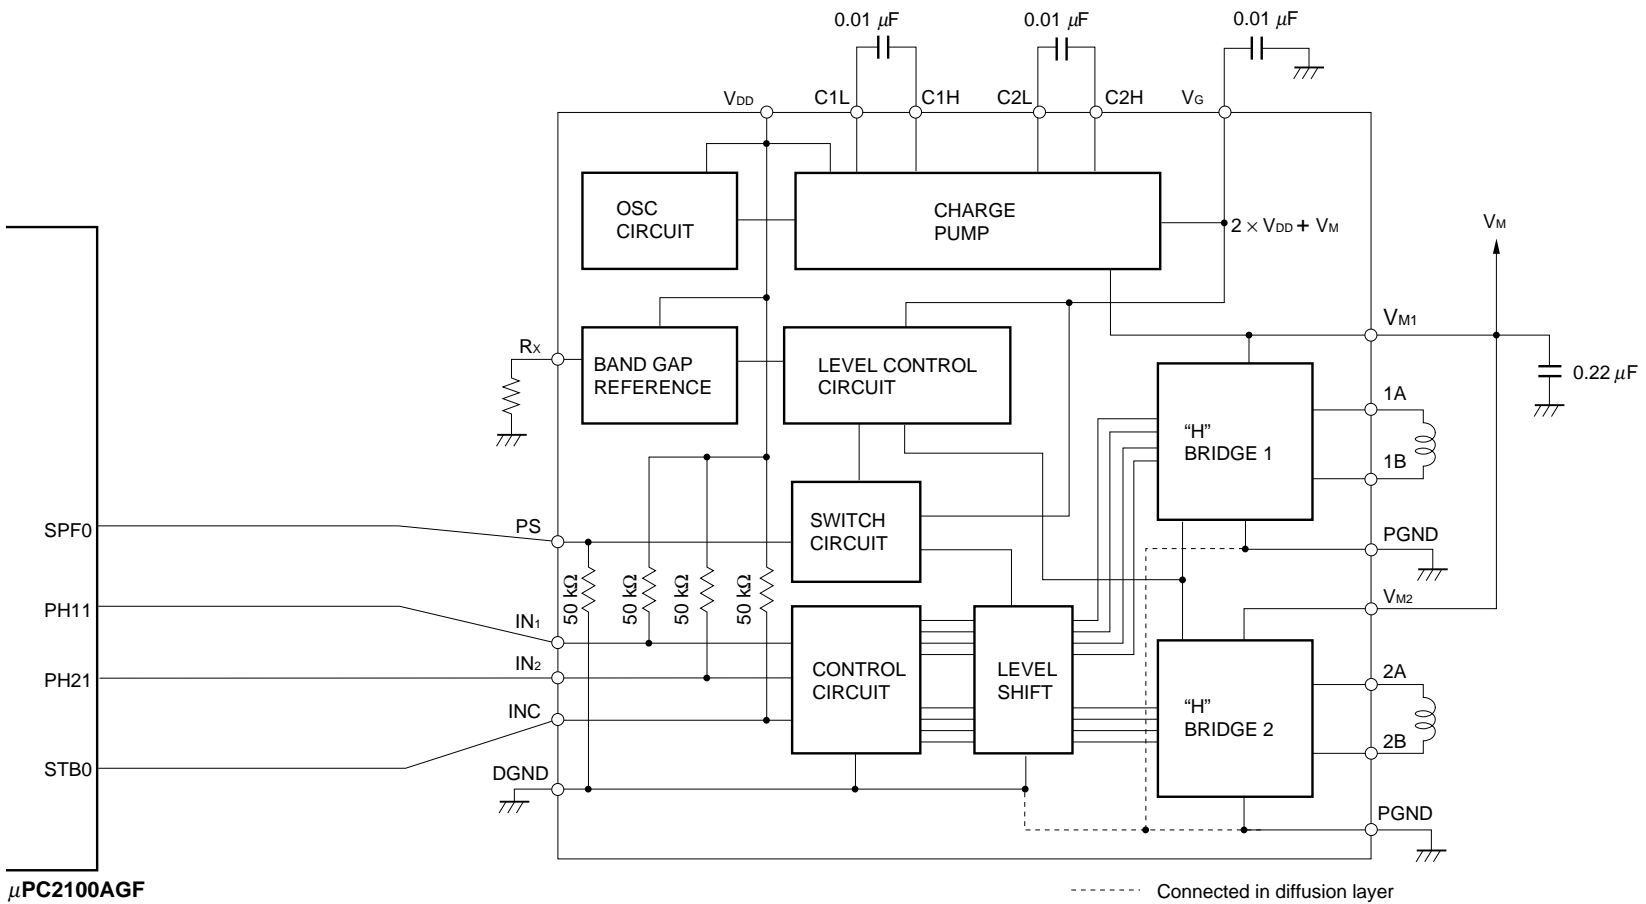 0.01 μF
0.01 μF
0.01 μF
VDD
C1L
C1H
C2L
C2H
VG
OSC
CIRCUIT
CHARGE
PUMP
2 × VDD + VM
VM
VM1
RX
BAND GAP
REFERENCE
LEVEL CONTROL
CIRCUIT
0.22 μF
1A
“H”
BRIDGE 1
1B
SPF0
PS
SWITCH
CIRCUIT
PGND
50 kΩ
50 kΩ
50 kΩ
50 kΩ
VM2
PH11
IN1
IN2
PH21
CONTROL
CIRCUIT
LEVEL
SHIFT
2A
“H”
BRIDGE 2
INC
2B
STB0
DGND
PGND
μPC2100AGF
Connected in diffusion layer